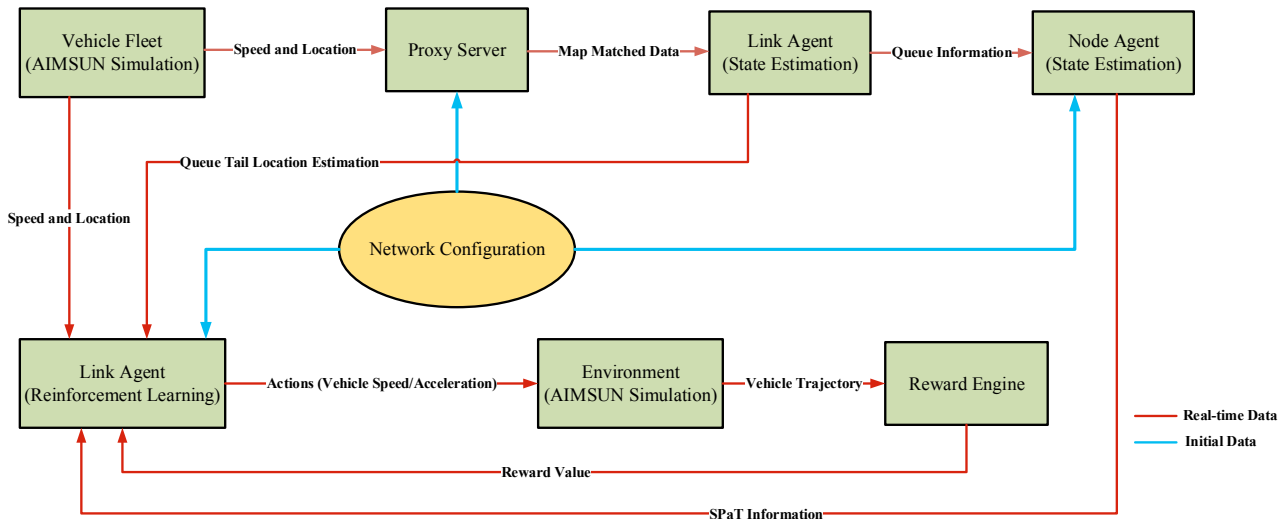 Vehicle Fleet
(AIMSUN Simulation)
Speed and Location
Proxy Server
Map Matched Data
Link Agent
(State Estimation)
Queue Information
Node Agent
(State Estimation)
Queue Tail Location Estimation
Speed and Location
Network Configuration
Link Agent
(Reinforcement Learning)
Actions (Vehicle Speed/Acceleration)
Environment
(AIMSUN Simulation)
Vehicle Trajectory
Reward Engine
Real-time Data
Initial Data
Reward Value
SPaT Information